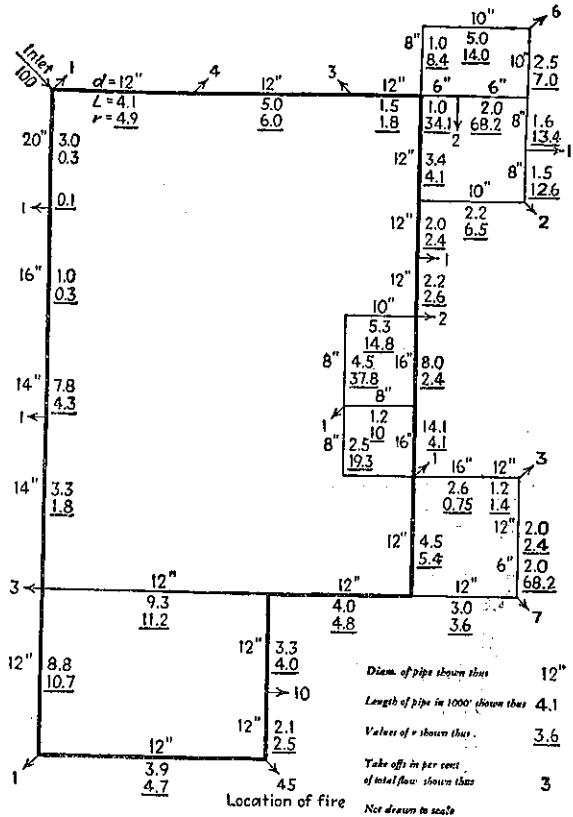 10" 6
8" 1.0 5.0 10" 2.5
8.4 14.0 7.0
Inlet 100 1
d = 12" 4 12" 3 12" 6" 6"
L = 4.1 5.0 1.5 1.0 2.0 8" 1.6
r = 4.9 6.0 1.8 34.1 2 68.2 13.4 1
20" 3.0
0.3
12" 3.4
4.1
8" 1.5
12.6
10" 2
2.2
6.5
1 0.1
12" 2.0
2.4
1
16" 1.0
0.3
12" 2.2
2.6
10" 2
5.3
14.8
8" 4.5 16" 8.0
37.8 2.4
8"
14" 7.8
4.3
1
1 1.2
10
8" 2.5 16" 14.1
19.3 4.1
1
14" 3.3
1.8
16" 12" 3
2.6 1.2
0.75 1.4
12" 2.0
2.4
12" 4.5
5.4
6" 2.0
68.2
3 12" 12" 12" 7
9.3 4.0 3.0
11.2 4.8 3.6
12" 8.8
10.7
12" 3.3
4.0
10
12" 2.1
2.5
12"
1 3.9 45
4.7
Location of fire
Diam. of pipe shown thus 12"
Length of pipe in 1000' shown thus 4.1
Values of r shown thus . 3.6
Take offs in per cent
of total flow shown thus 3
Not drawn to scale